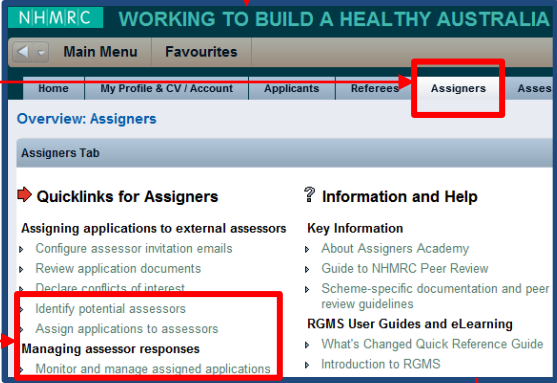 NHMRC WORKING TO BUILD A HEALTHY AUSTRALIA
Main Menu Favourites
Home My Profile & CV / Account Applicants Referees Assigners Asses
Overview: Assigners
Assigners Tab
Quicklinks for Assigners
Assigning applications to external assessors
Configure assessor invitation emails
Review application documents
Declare conflicts of interest
Identify potential assessors
Assign applications to assessors
Managing assessor responses
Monitor and manage assigned applications
? Information and Help
Key Information
About Assigners Academy
Guide to NHMRC Peer Review
Scheme-specific documentation and peer
review guidelines
RGMS User Guides and eLearning
What's Changed Quick Reference Guide
Introduction to RGMS